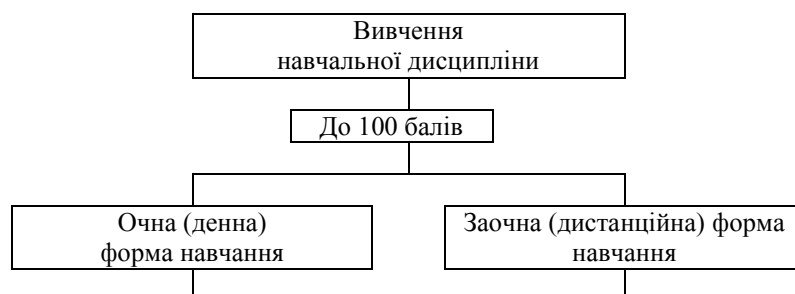 Вивчення
навчальної дисципліни
До 100 балів
Очна (денна)
форма навчання
Заочна (дистанційна) форма
навчання